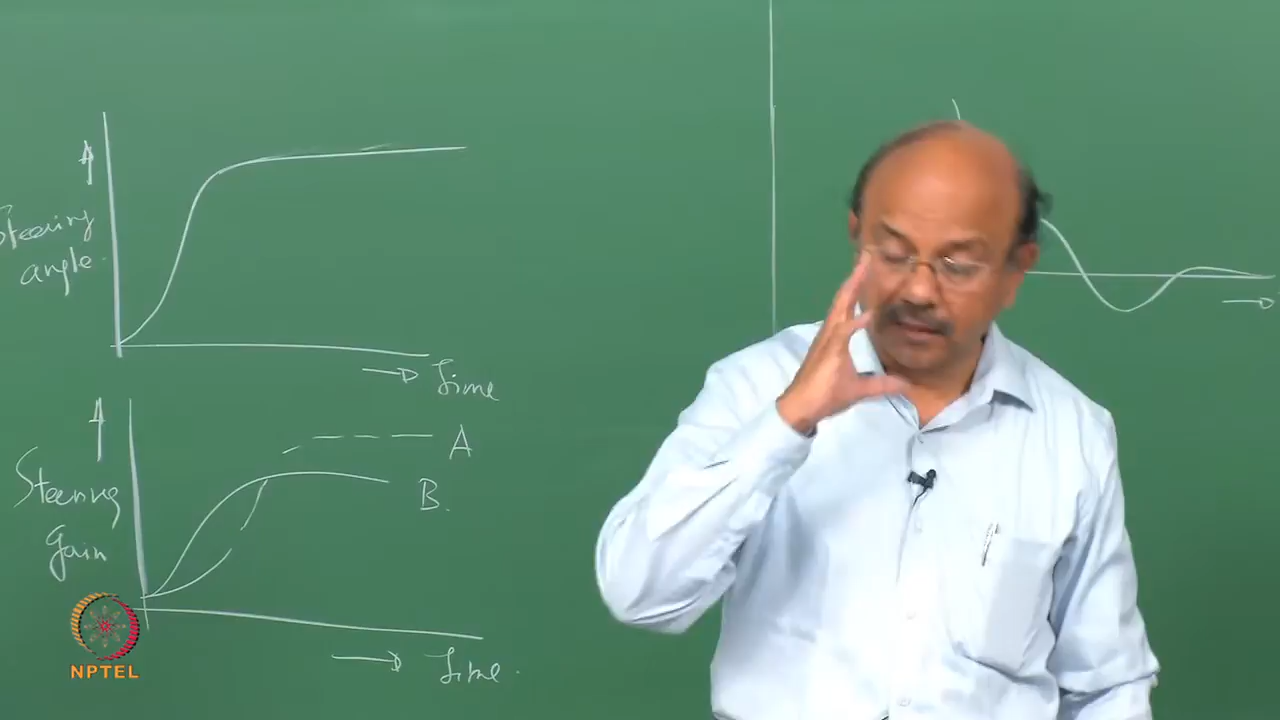 Steering
angle.
Time
A
B.
Steering
gain
Time.
NPTEL